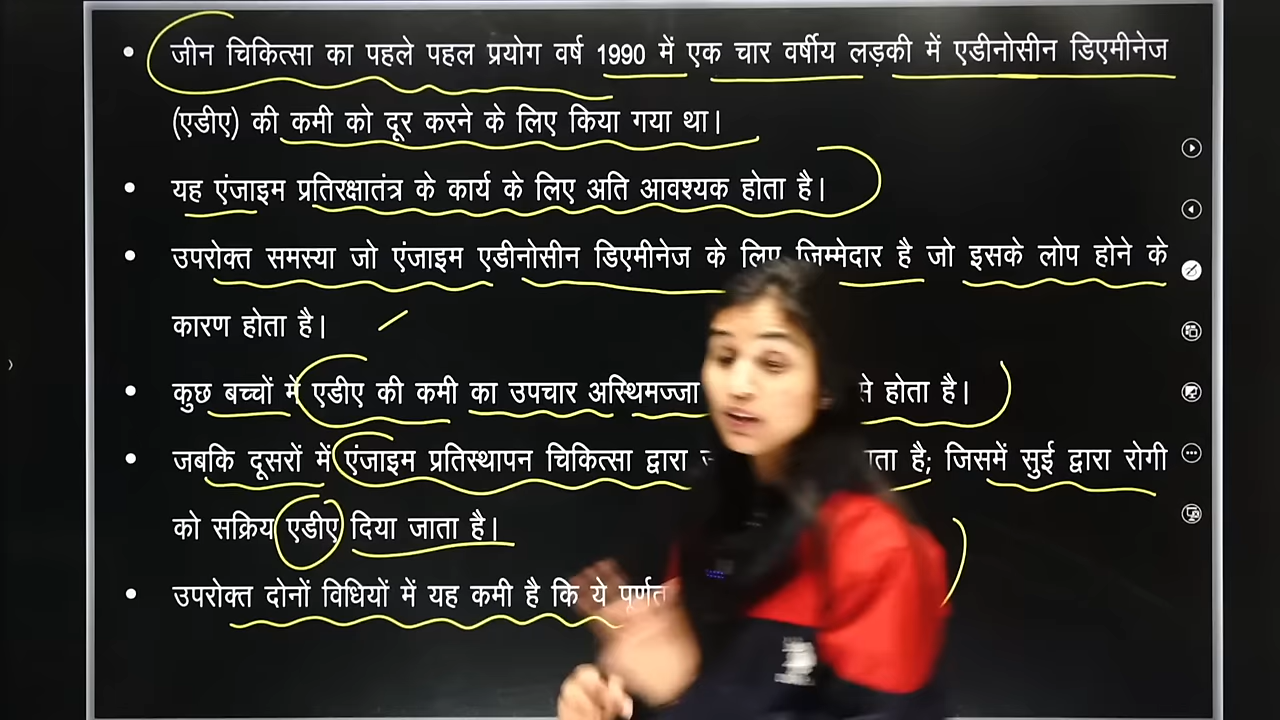 • जीन चिकित्सा का पहले पहल प्रयोग वर्ष 1990 में एक चार वर्षीय लड़की में एडीनोसीन डिएमीनेज
(एडीए) की कमी को दूर करने के लिए किया गया था।
• यह एंजाइम प्रतिरक्षातंत्र के कार्य के लिए अति आवश्यक होता है।
• उपरोक्त समस्या जो एंजाइम एडीनोसीन डिएमीनेज के लिए जिम्मेदार है जो इसके लोप होने के
कारण होता है।
• कुछ बच्चों में एडीए की कमी का उपचार अस्थिमज्जा से होता है।
• जबकि दूसरों में एंजाइम प्रतिस्थापन चिकित्सा द्वारा है; जिसमें सुई द्वारा रोगी
को सक्रिय एडीए दिया जाता है।
• उपरोक्त दोनों विधियों में यह कमी है कि ये